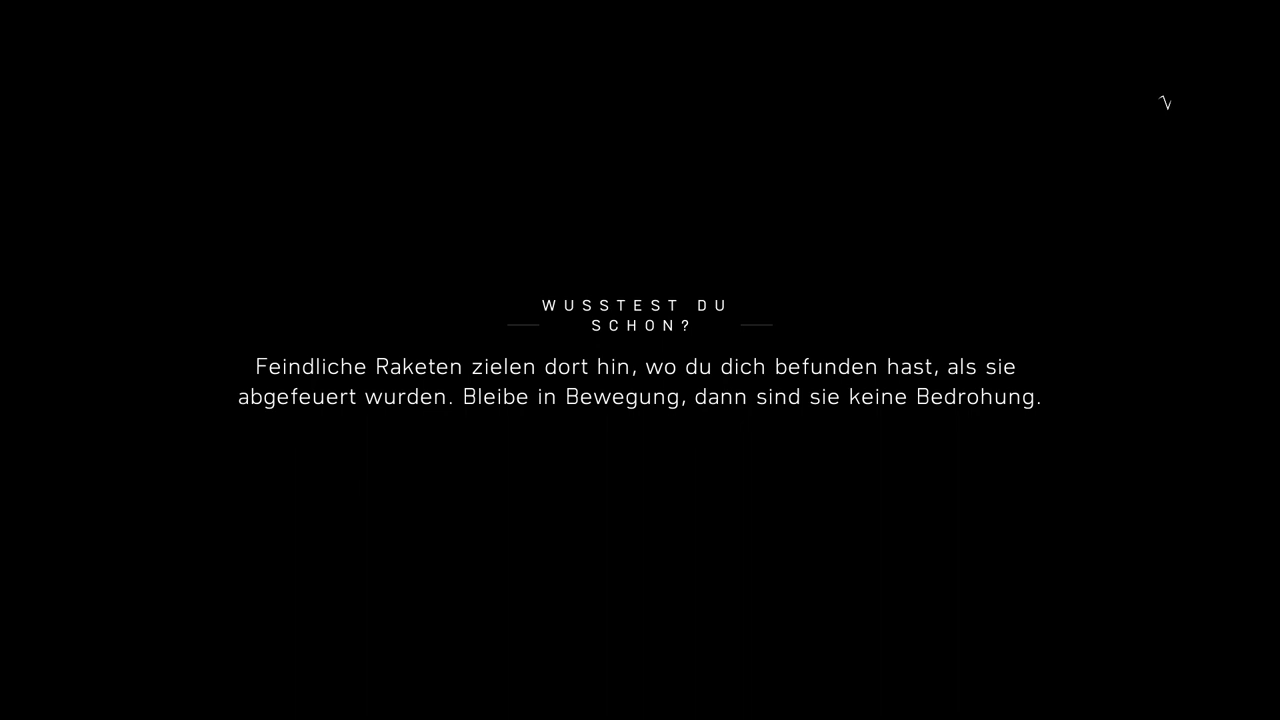 WUSSTEST DU
SCHON?
Feindliche Raketen zielen dort hin, wo du dich befunden hast, als sie
abgefeuert wurden. Bleibe in Bewegung, dann sind sie keine Bedrohung.